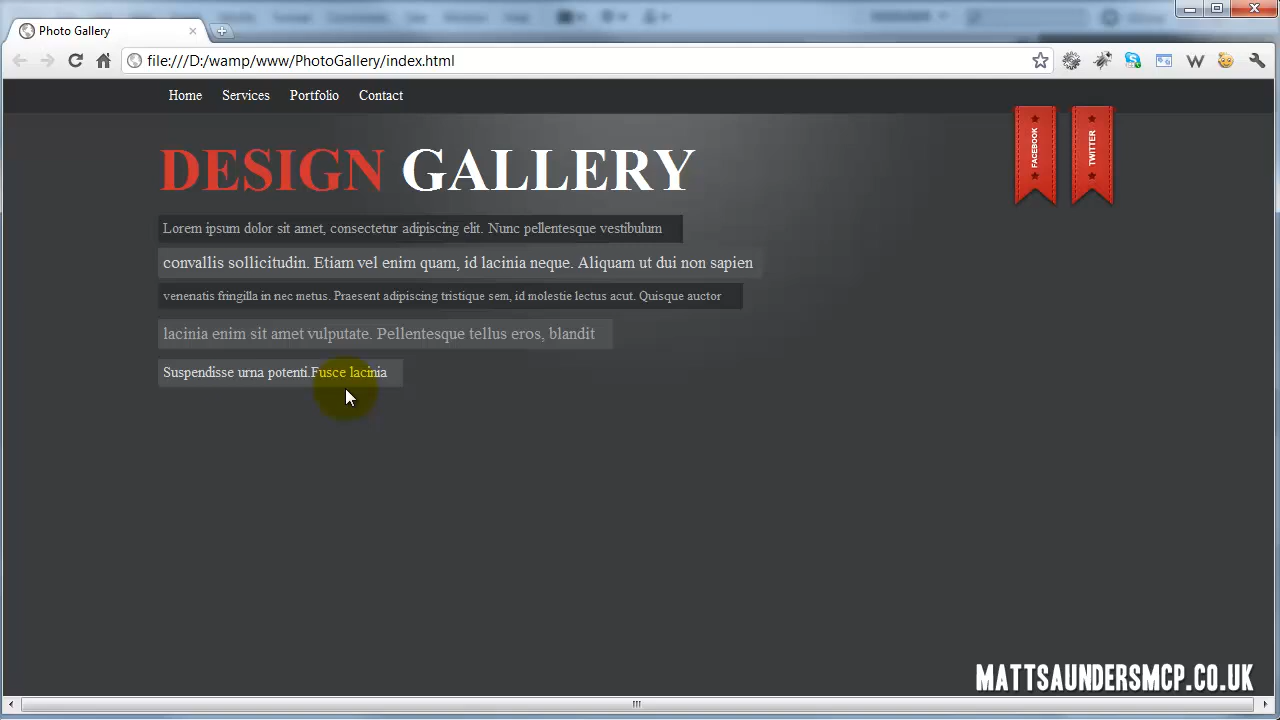 Photo Gallery
file:///D:/wamp/www/PhotoGallery/index.html
Home Services Portfolio Contact
FACEBOOK
TWITTER
DESIGN GALLERY
Lorem ipsum dolor sit amet, consectetur adipiscing elit. Nunc pellentesque vestibulum
convallis sollicitudin. Etiam vel enim quam, id lacinia neque. Aliquam ut dui non sapien
venenatis fringilla in nec metus. Praesent adipiscing tristique sem, id molestie lectus acut. Quisque auctor
lacinia enim sit amet vulputate. Pellentesque tellus eros, blandit
Suspendisse urna potenti.Fusce lacinia
MATTSAUNDERSMCP.CO.UK